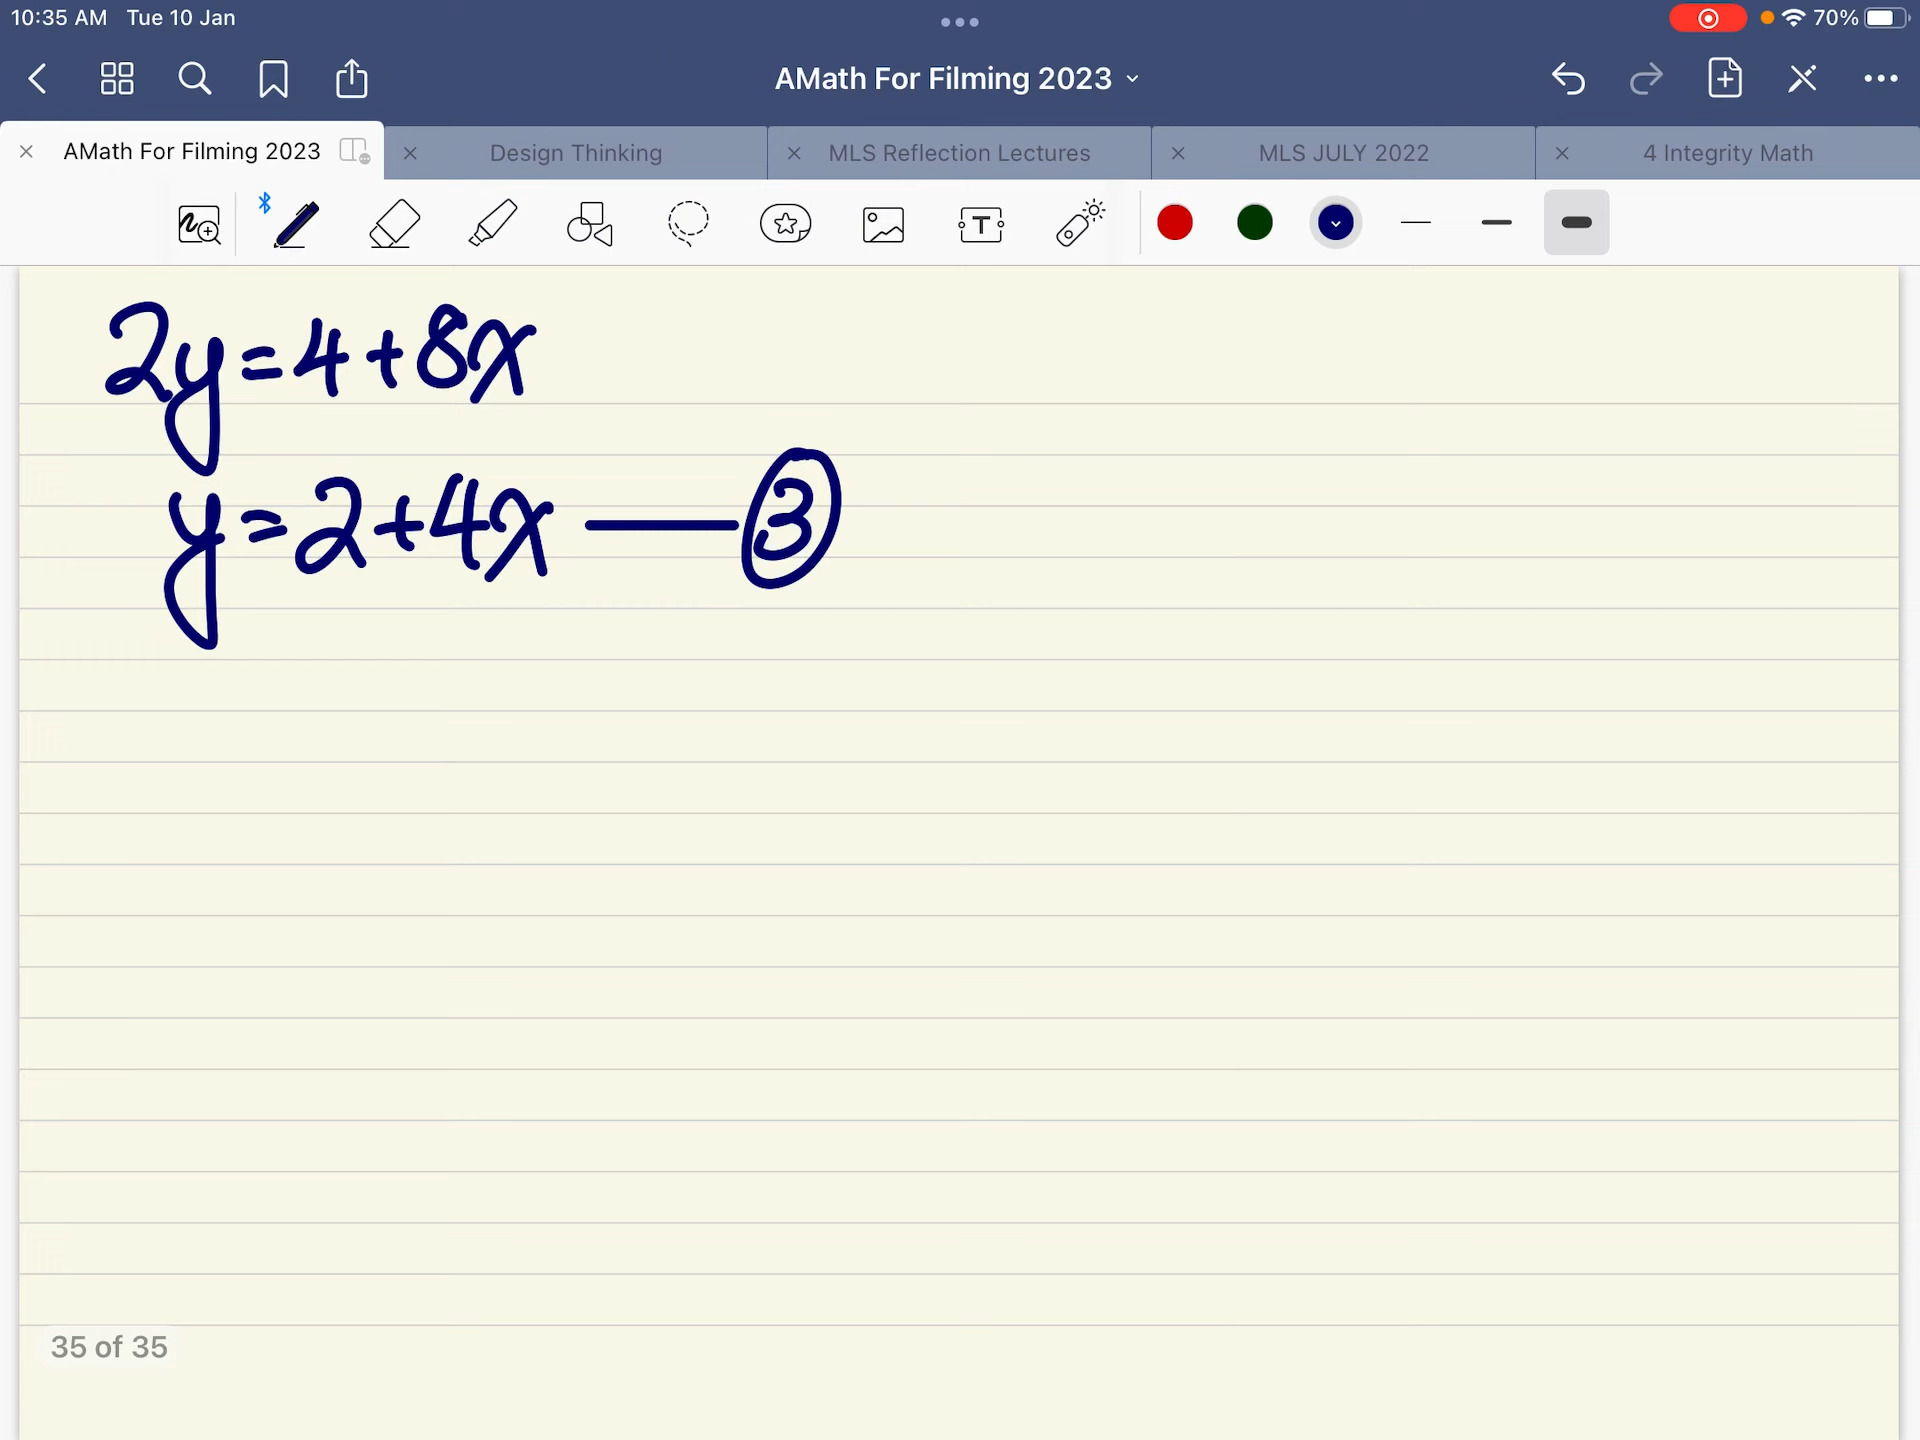 10:35 AM Tue 10 Jan
70%
AMath For Filming 2023
AMath For Filming 2023
Design Thinking
MLS Reflection Lectures
MLS JULY 2022
4 Integrity Math
T
2y=4+8x
y=2+4x — ③
35 of 35